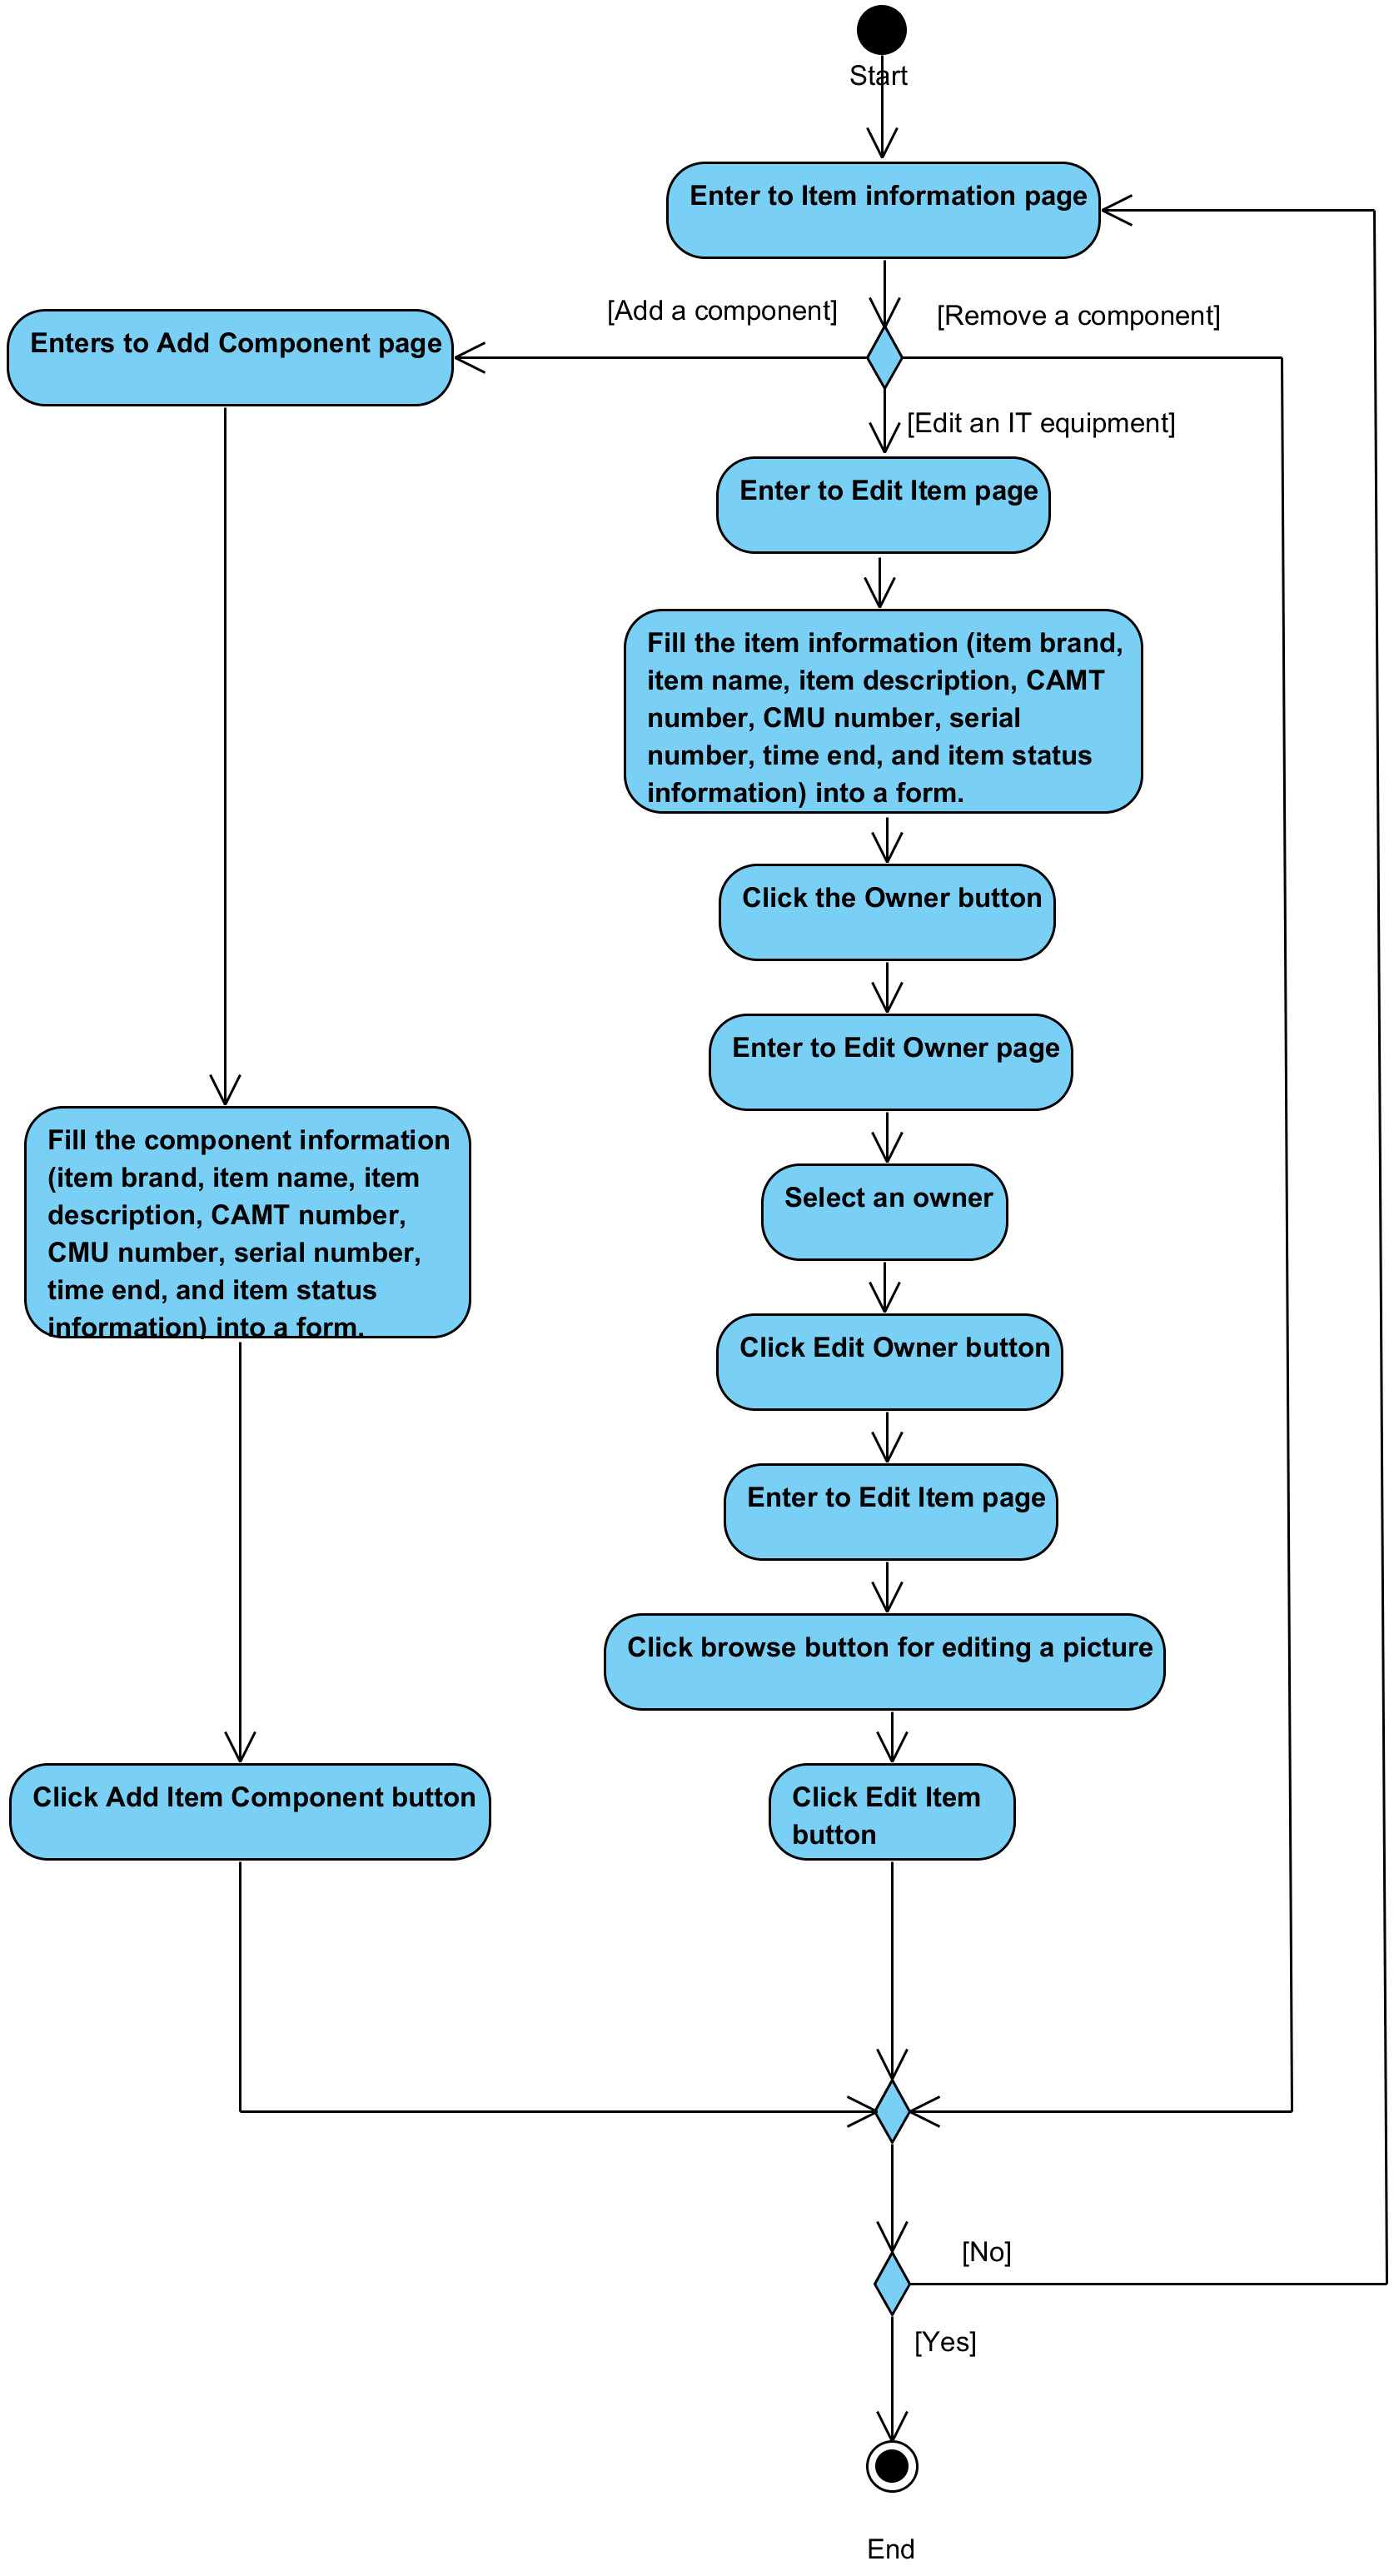 Start
Enter to Item information page
[Add a component]
[Remove a component]
Enters to Add Component page
[Edit an IT equipment]
Enter to Edit Item page
Fill the item information (item brand,
item name, item description, CAMT
number, CMU number, serial
number, time end, and item status
information) into a form.
Click the Owner button
Enter to Edit Owner page
Fill the component information
(item brand, item name, item
description, CAMT number,
CMU number, serial number,
time end, and item status
information) into a form.
Select an owner
Click Edit Owner button
Enter to Edit Item page
Click browse button for editing a picture
Click Add Item Component button
Click Edit Item
button
[No]
[Yes]
End